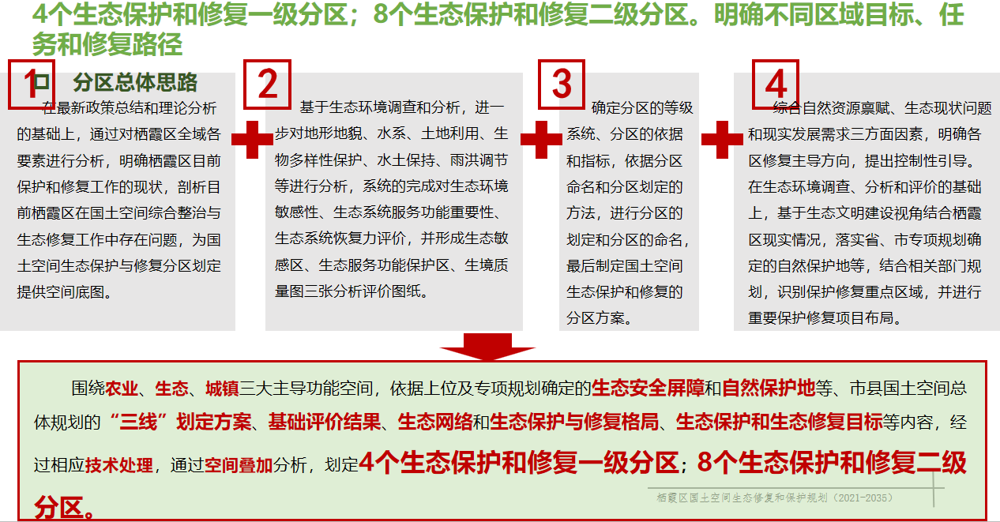 4个生态保护和修复一级分区；8个生态保护和修复二级分区。明确不同区域目标、任
务和修复路径
1
分区总体思路
在最新政策总结和理论分析
的基础上，通过对栖霞区全域各
要素进行分析，明确栖霞区目前
保护和修复工作的现状，剖析目
前栖霞区在国土空间综合整治与
生态修复工作中存在问题，为国
土空间生态保护与修复分区划定
提供空间底图。
2
基于生态环境调查和分析，进一
步对地形地貌、水系、土地利用、生
物多样性保护、水土保持、雨洪调节
等进行分析，系统的完成对生态环境
敏感性、生态系统服务功能重要性、
生态系统恢复力评价，并形成生态敏
感区、生态服务功能保护区、生境质
量图三张分析评价图纸。
3
确定分区的等级
系统、分区的依据
和指标，依据分区
命名和分区划定的
方法，进行分区的
划定和分区的命名，
最后制定国土空间
生态保护和修复的
分区方案。
4
综合自然资源禀赋、生态现状问题
和现实发展需求三方面因素，明确各
区修复主导方向，提出控制性引导。
在生态环境调查、分析和评价的基础
上，基于生态文明建设视角结合栖霞
区现实情况，落实省、市专项规划确
定的自然保护地等，结合相关部门规
划，识别保护修复重点区域，并进行
重要保护修复项目布局。
围绕农业、生态、城镇三大主导功能空间，依据上位及专项规划确定的生态安全屏障和自然保护地等、市县国土空间总
体规划的“三线”划定方案、基础评价结果、生态网络和生态保护与修复格局、生态保护和生态修复目标等内容，经
过相应技术处理，通过空间叠加分析，划定4个生态保护和修复一级分区；8个生态保护和修复二级
分区。
栖霞区国土空间生态修复和保护规划（2021-2035）